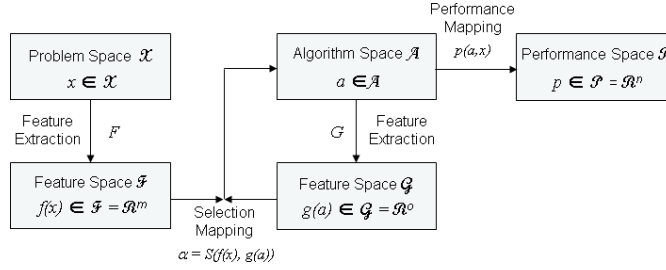 Problem Space 𝒳
x ∈ 𝒳
Feature Extraction
F
Feature Space ℱ
f(x) ∈ ℱ = ℛᵐ
Selection Mapping
α = S(f(x), g(a))
Algorithm Space 𝒜
a ∈ 𝒜
G
Feature Extraction
Feature Space 𝒢
g(a) ∈ 𝒢 = ℛᵒ
Performance Mapping
p(a,x)
Performance Space 𝒫
p ∈ 𝒫 = ℛⁿ